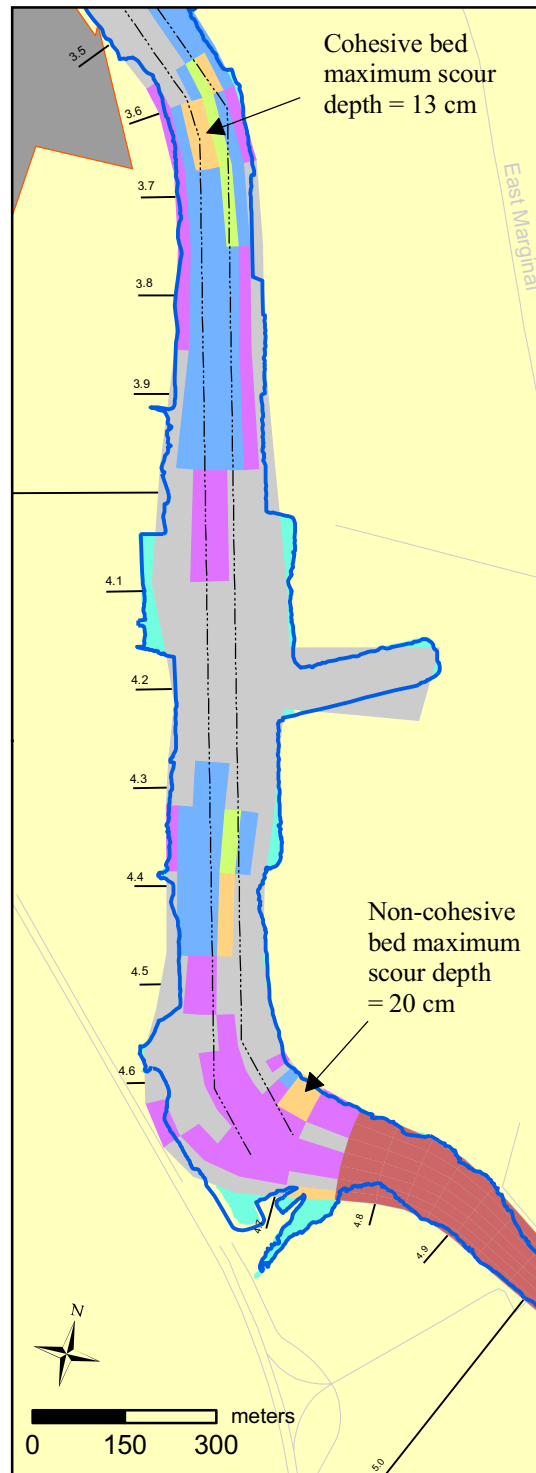 Cohesive bed
maximum scour
depth = 13 cm
3.5
3.6
East Marginal
3.7
3.8
3.9
4.1
4.2
4.3
4.4
Non-cohesive
bed maximum
scour depth
= 20 cm
4.5
4.6
4.7
4.8
4.9
N
meters
0 150 300
5.0